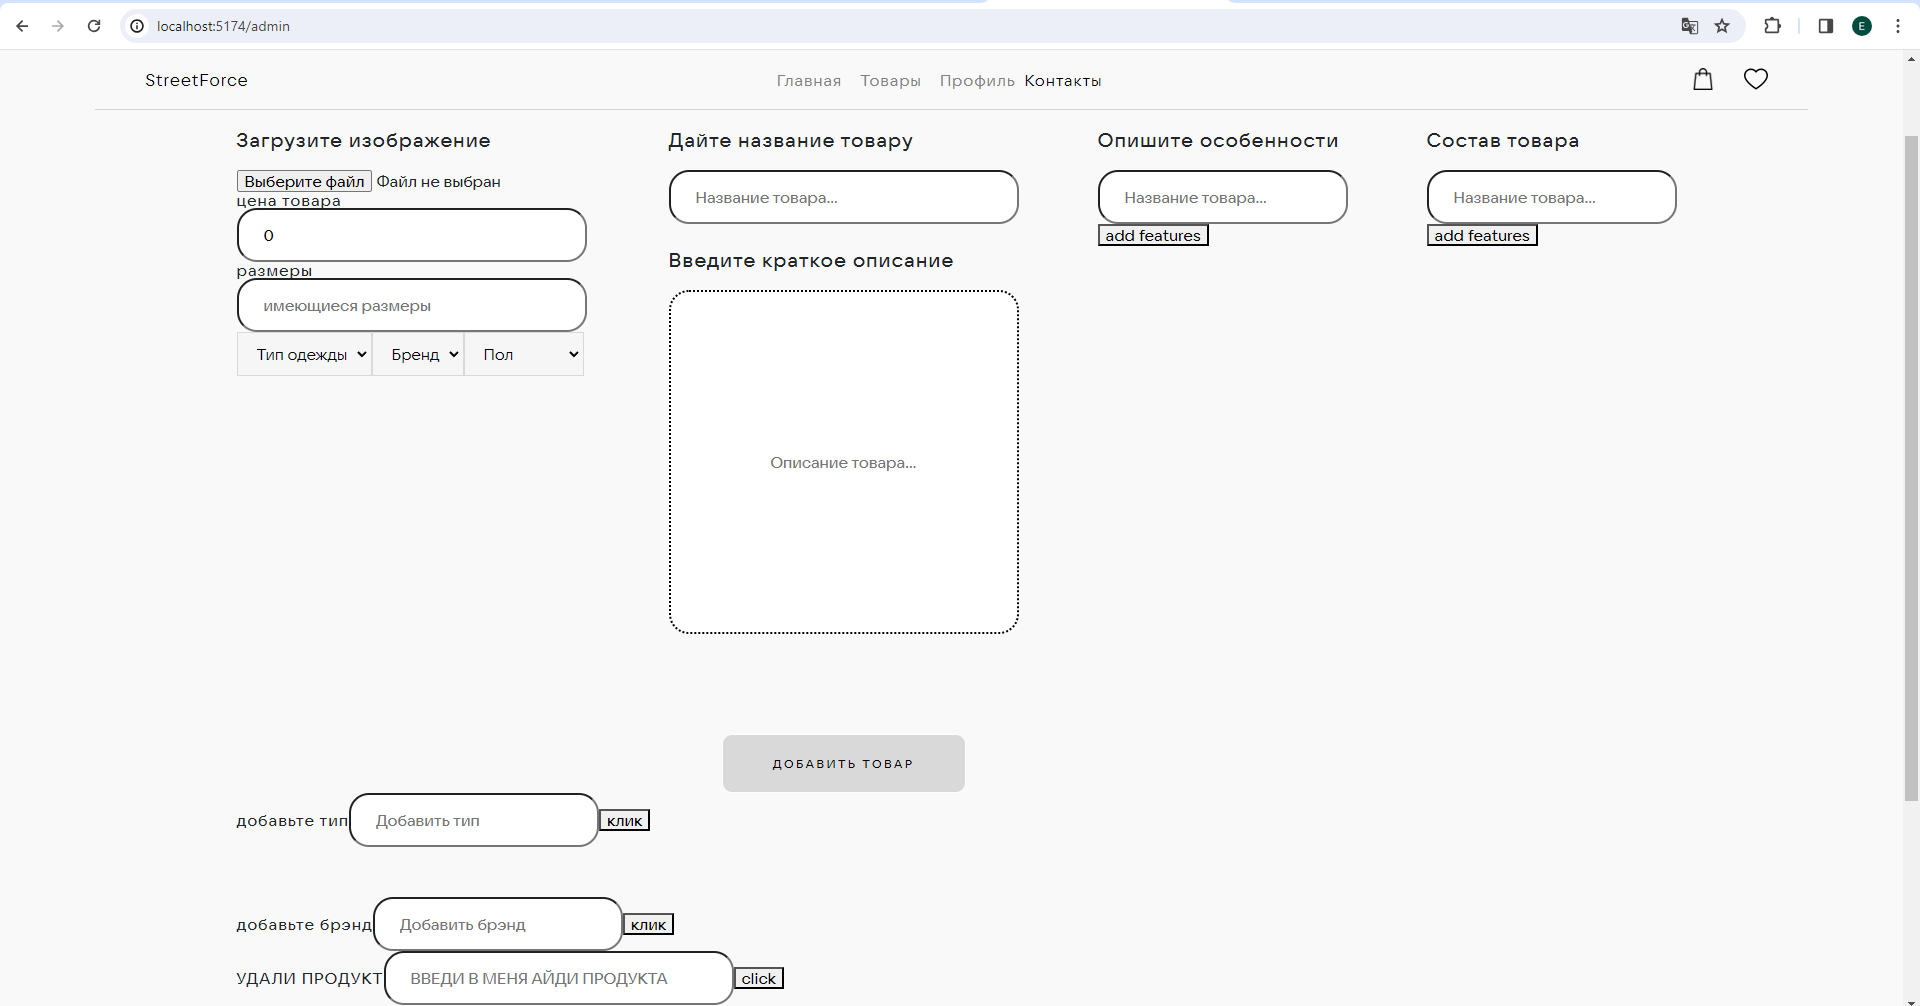 localhost:5174/admin
E
StreetForce
Главная Товары Профиль Контакты
Загрузите изображение
Выберите файл Файл не выбран
цена товара
0
размеры
имеющиеся размеры
Тип одежды Бренд Пол
Дайте название товару
Название товара...
Введите краткое описание
Описание товара...
Опишите особенности
Название товара...
add features
Состав товара
Название товара...
add features
ДОБАВИТЬ ТОВАР
добавьте тип Добавить тип клик
добавьте брэнд Добавить брэнд клик
УДАЛИ ПРОДУКТ ВВЕДИ В МЕНЯ АЙДИ ПРОДУКТА click